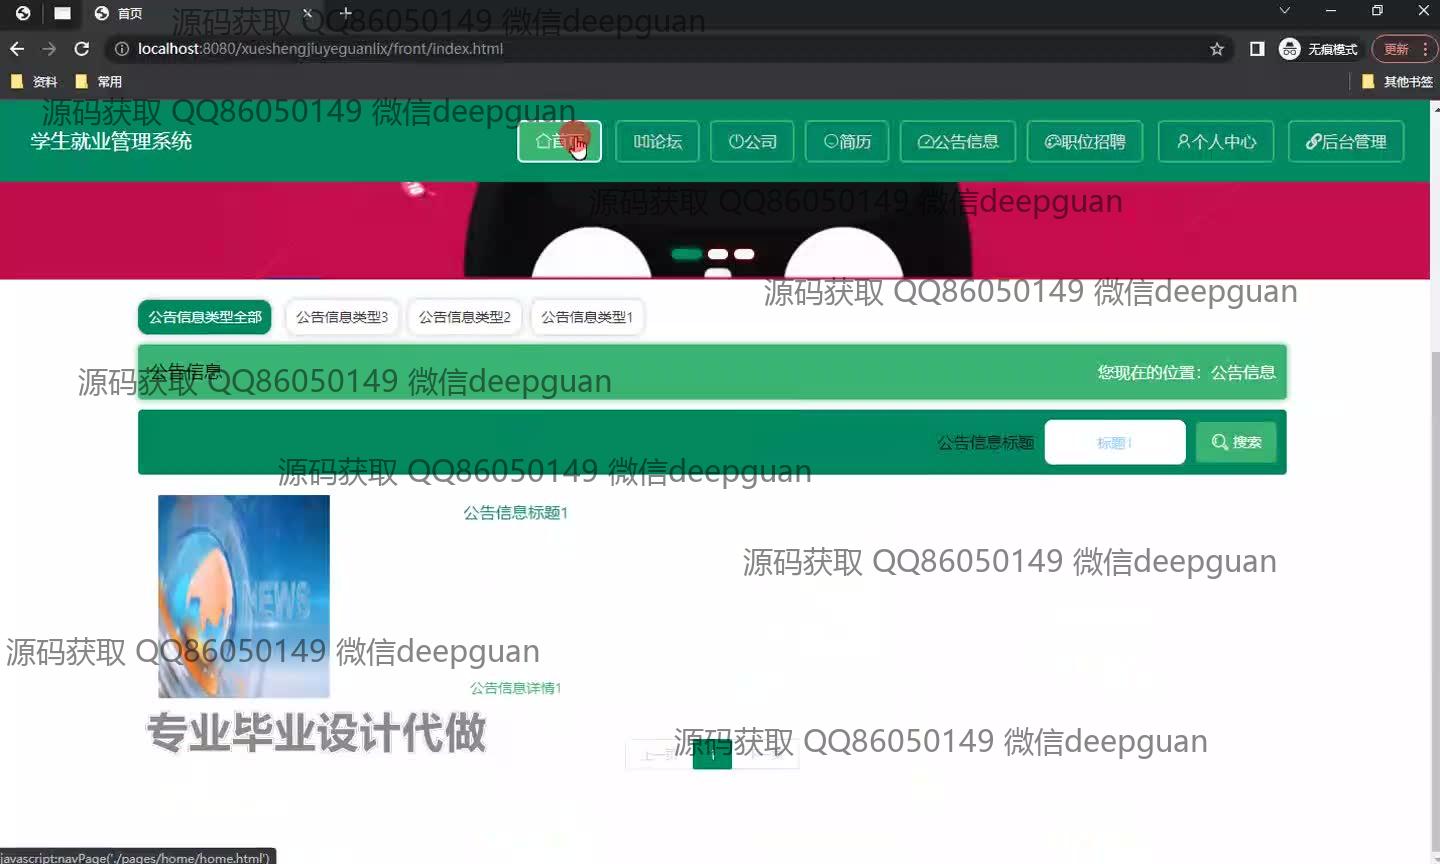 首页
源码获取 QQ86050149 微信deepguan
localhost:8080/xueshengjiuyeguanlix/front/index.html
无痕模式
更新
资料
常用
其他书签
源码获取 QQ86050149 微信deepguan
学生就业管理系统
论坛
公司
简历
公告信息
职位招聘
个人中心
后台管理
源码获取 QQ86050149 微信deepguan
源码获取 QQ86050149 微信deepguan
公告信息类型全部
公告信息类型3
公告信息类型2
公告信息类型1
公告信息
您现在的位置：公告信息
源码获取 QQ86050149 微信deepguan
公告信息标题
标题
搜索
源码获取 QQ86050149 微信deepguan
公告信息标题1
NEWS
源码获取 QQ86050149 微信deepguan
源码获取 QQ86050149 微信deepguan
公告信息详情1
专业毕业设计代做
源码获取 QQ86050149 微信deepguan
1
javascript:navPage('./pages/home/home.html')